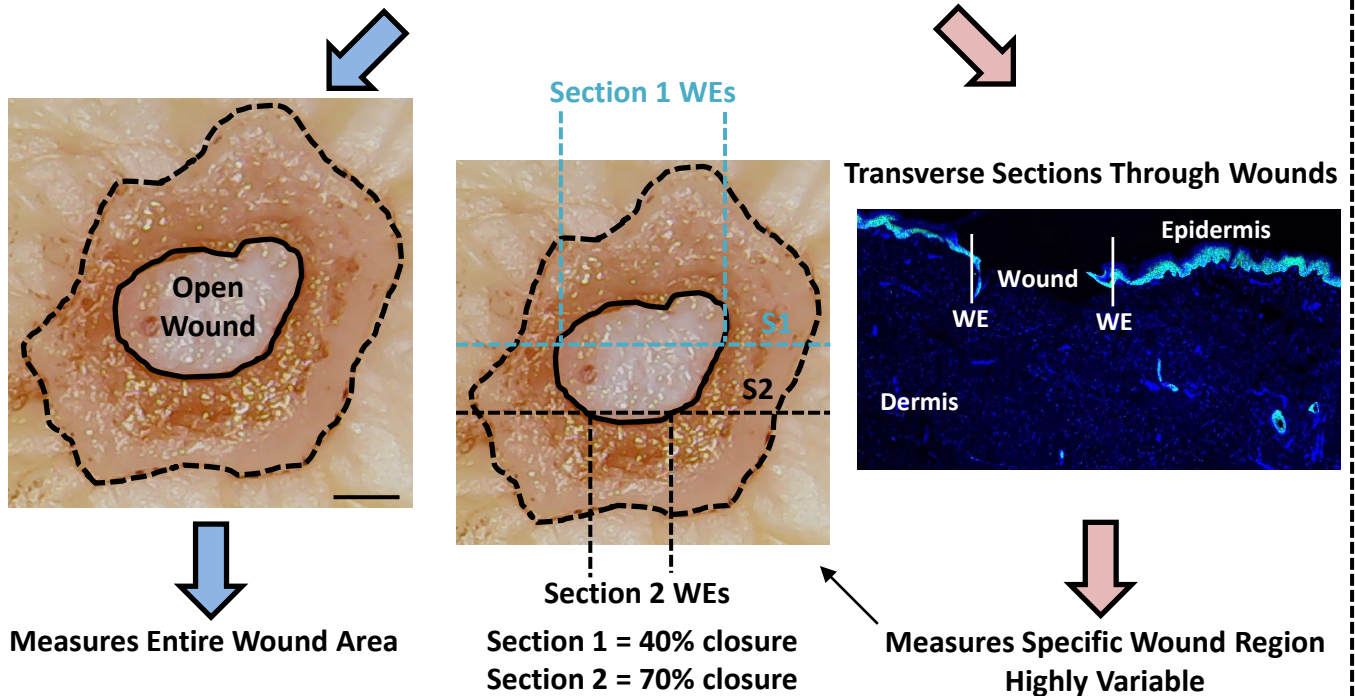 Section 1 WEs
Transverse Sections Through Wounds
Open
Wound
S1
S2
Epidermis
Wound
WE
WE
Dermis
Section 2 WEs
Measures Entire Wound Area
Section 1 = 40% closure
Section 2 = 70% closure
Measures Specific Wound Region
Highly Variable